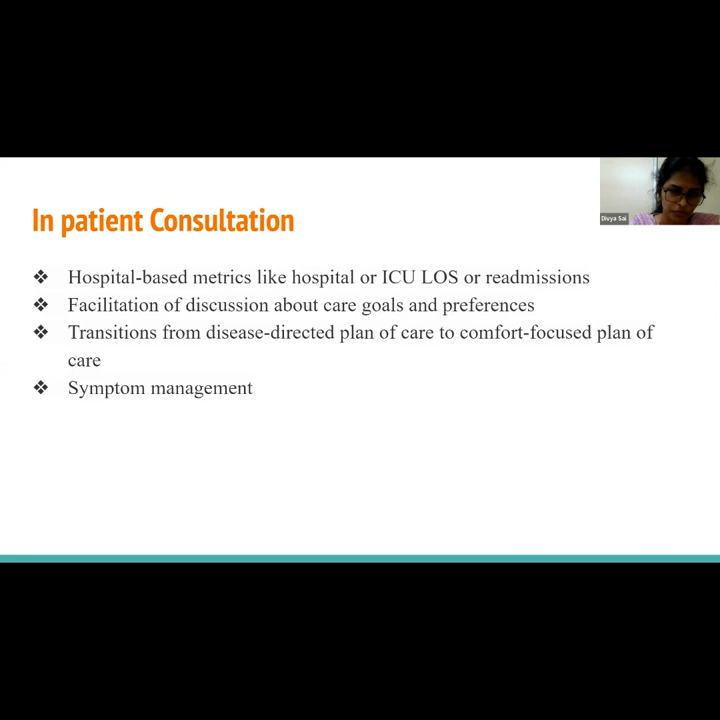 In patient Consultation
Divya Sai
❖ Hospital-based metrics like hospital or ICU LOS or readmissions
❖ Facilitation of discussion about care goals and preferences
❖ Transitions from disease-directed plan of care to comfort-focused plan of
care
❖ Symptom management